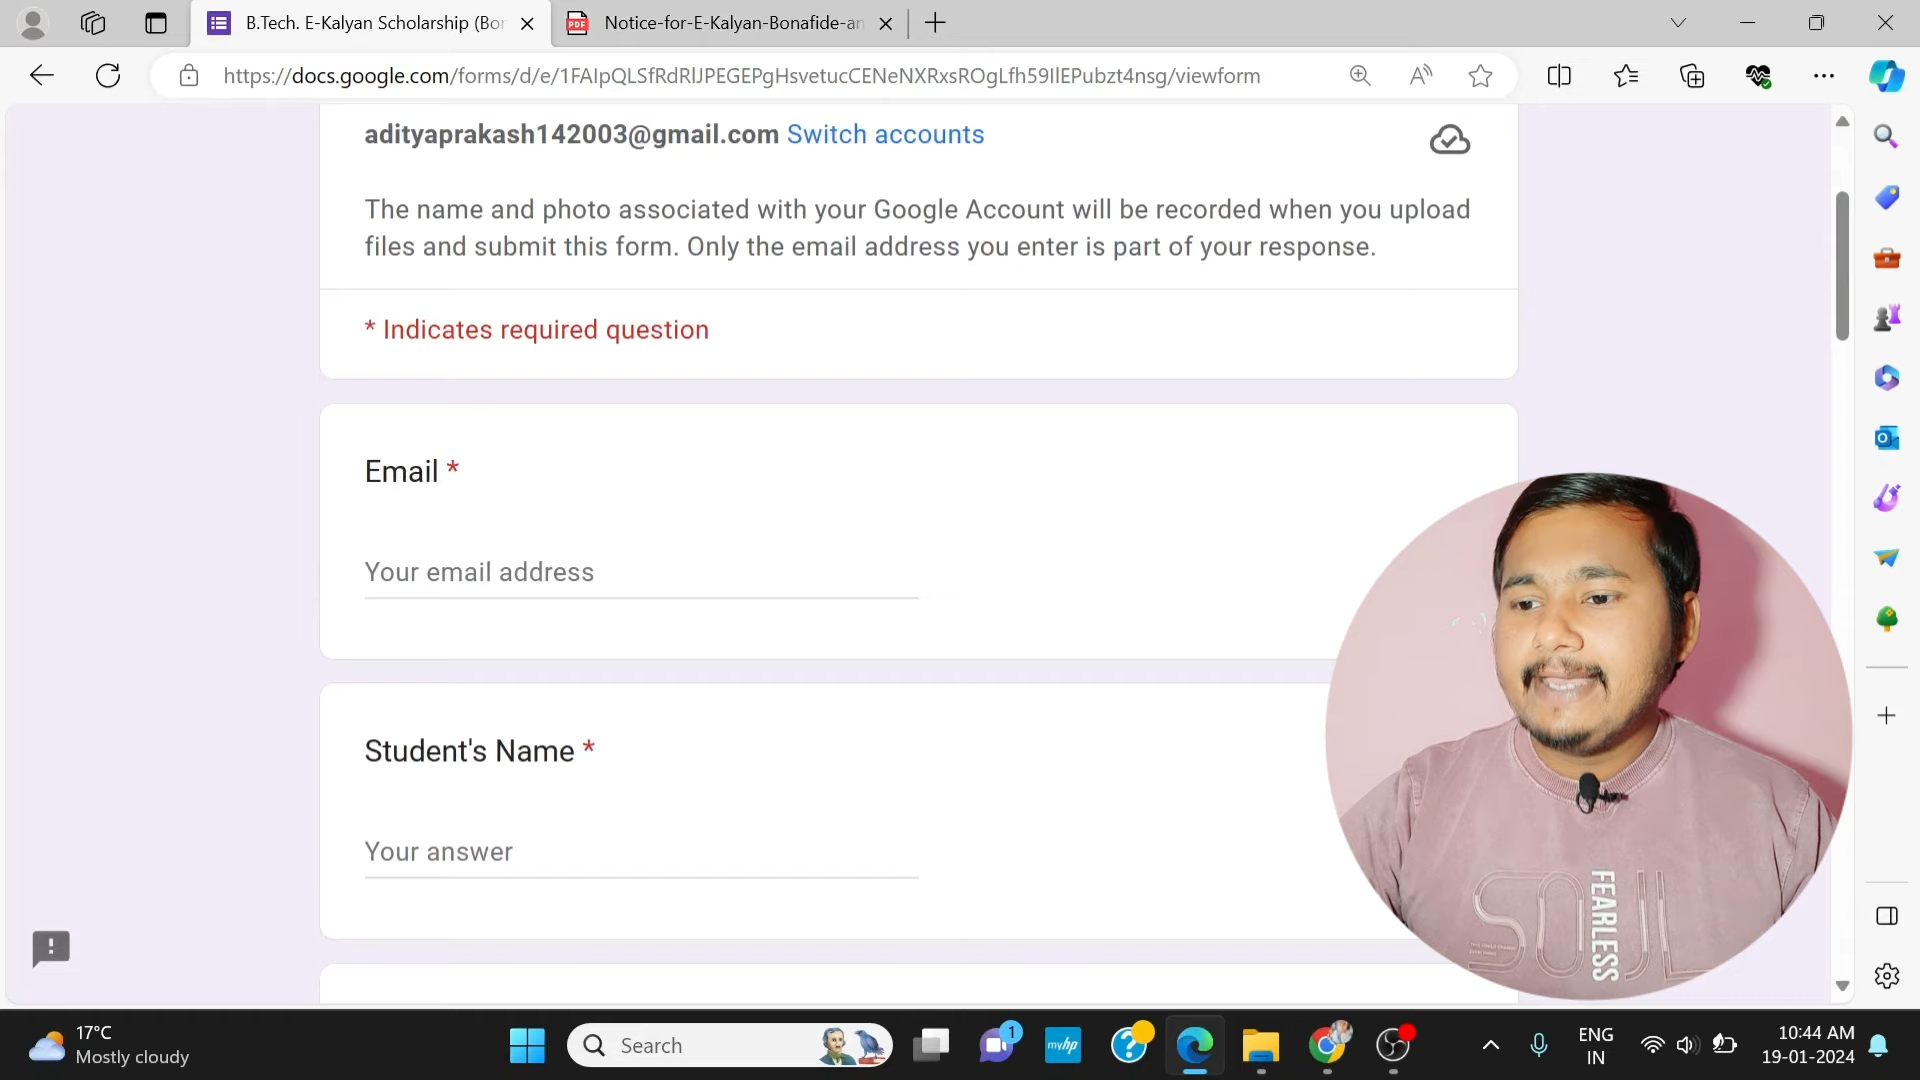 B.Tech. E-Kalyan Scholarship (Bor
Notice-for-E-Kalyan-Bonafide-an
https://docs.google.com/forms/d/e/1FAIpQLSfRdRlJPEGEPgHsvetucCENeNXRxsROgLfh59IlEPubzt4nsg/viewform
adityaprakash142003@gmail.com Switch accounts
The name and photo associated with your Google Account will be recorded when you upload
files and submit this form. Only the email address you enter is part of your response.
* Indicates required question
Email *
Your email address
Student's Name *
Your answer
SOUL
FEARLESS
17°C
Mostly cloudy
Search
1
myhp
ENG
IN
10:44 AM
19-01-2024